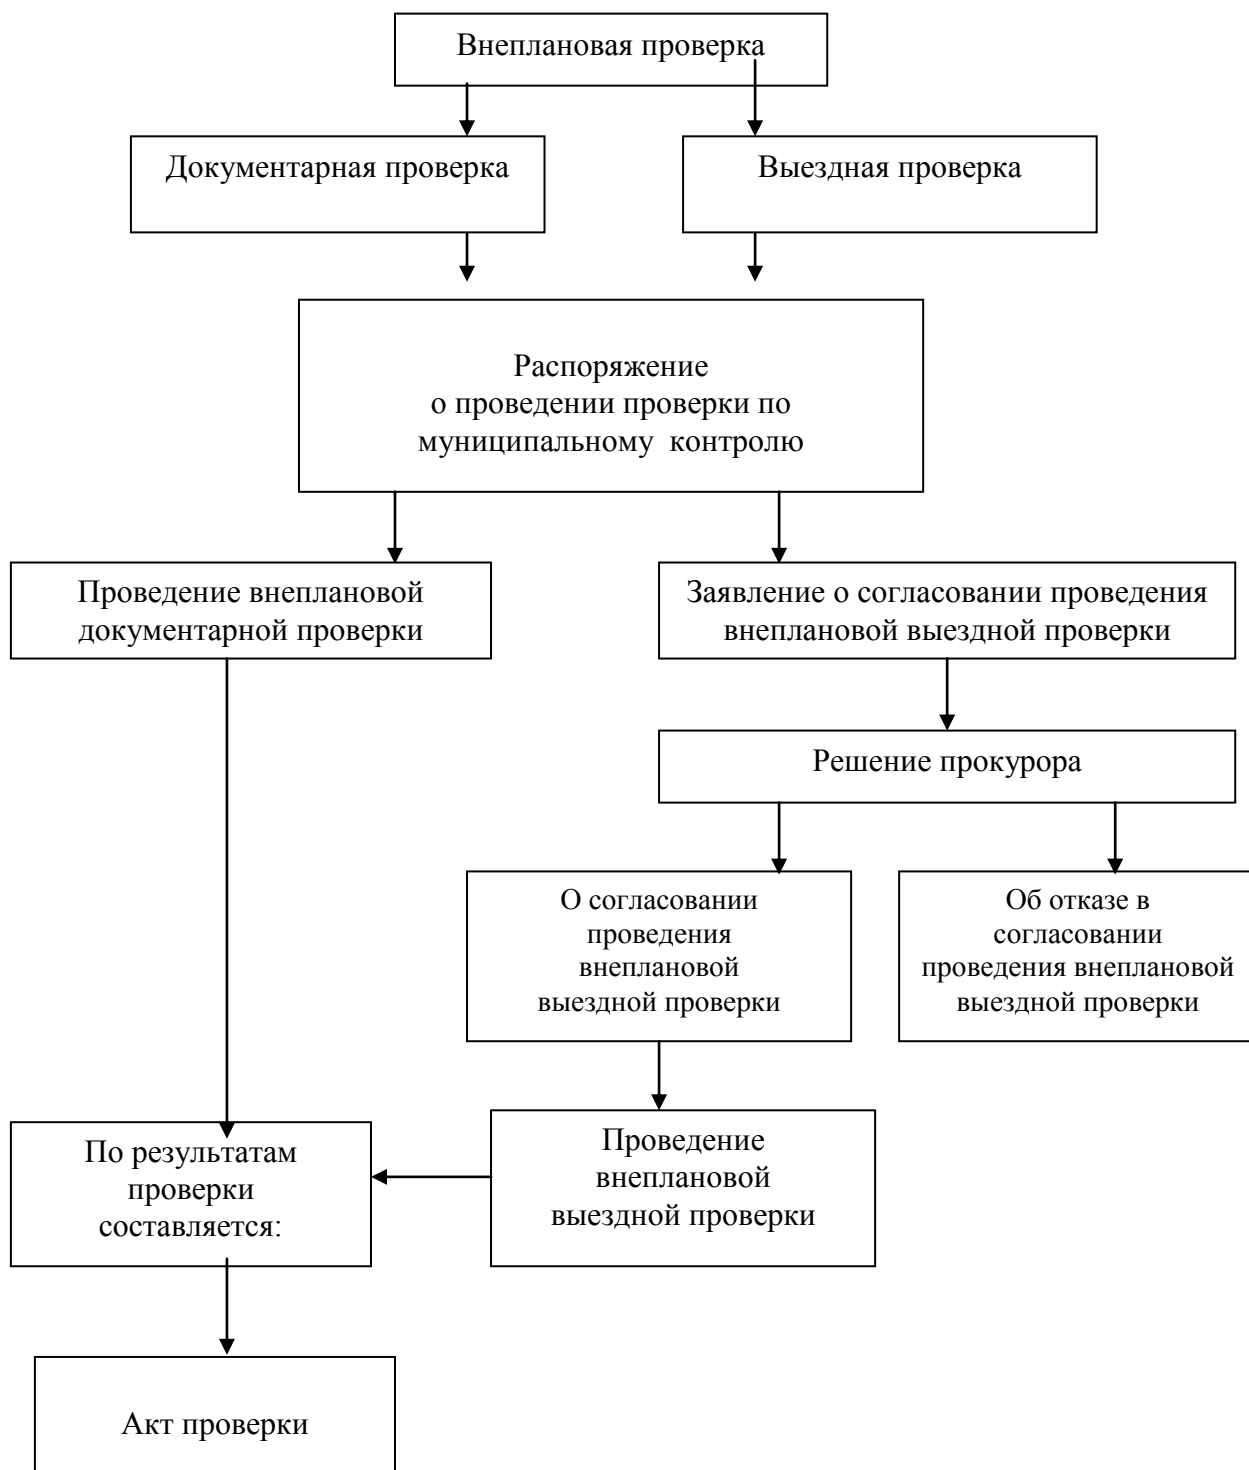 Внеплановая проверка
Документарная проверка
Выездная проверка
Распоряжение
о проведении проверки по
муниципальному контролю
Проведение внеплановой
документарной проверки
Заявление о согласовании проведения
внеплановой выездной проверки
Решение прокурора
О согласовании
проведения
внеплановой
выездной проверки
Об отказе в
согласовании
проведения внеплановой
выездной проверки
По результатам
проверки
составляется:
Проведение
внеплановой
выездной проверки
Акт проверки